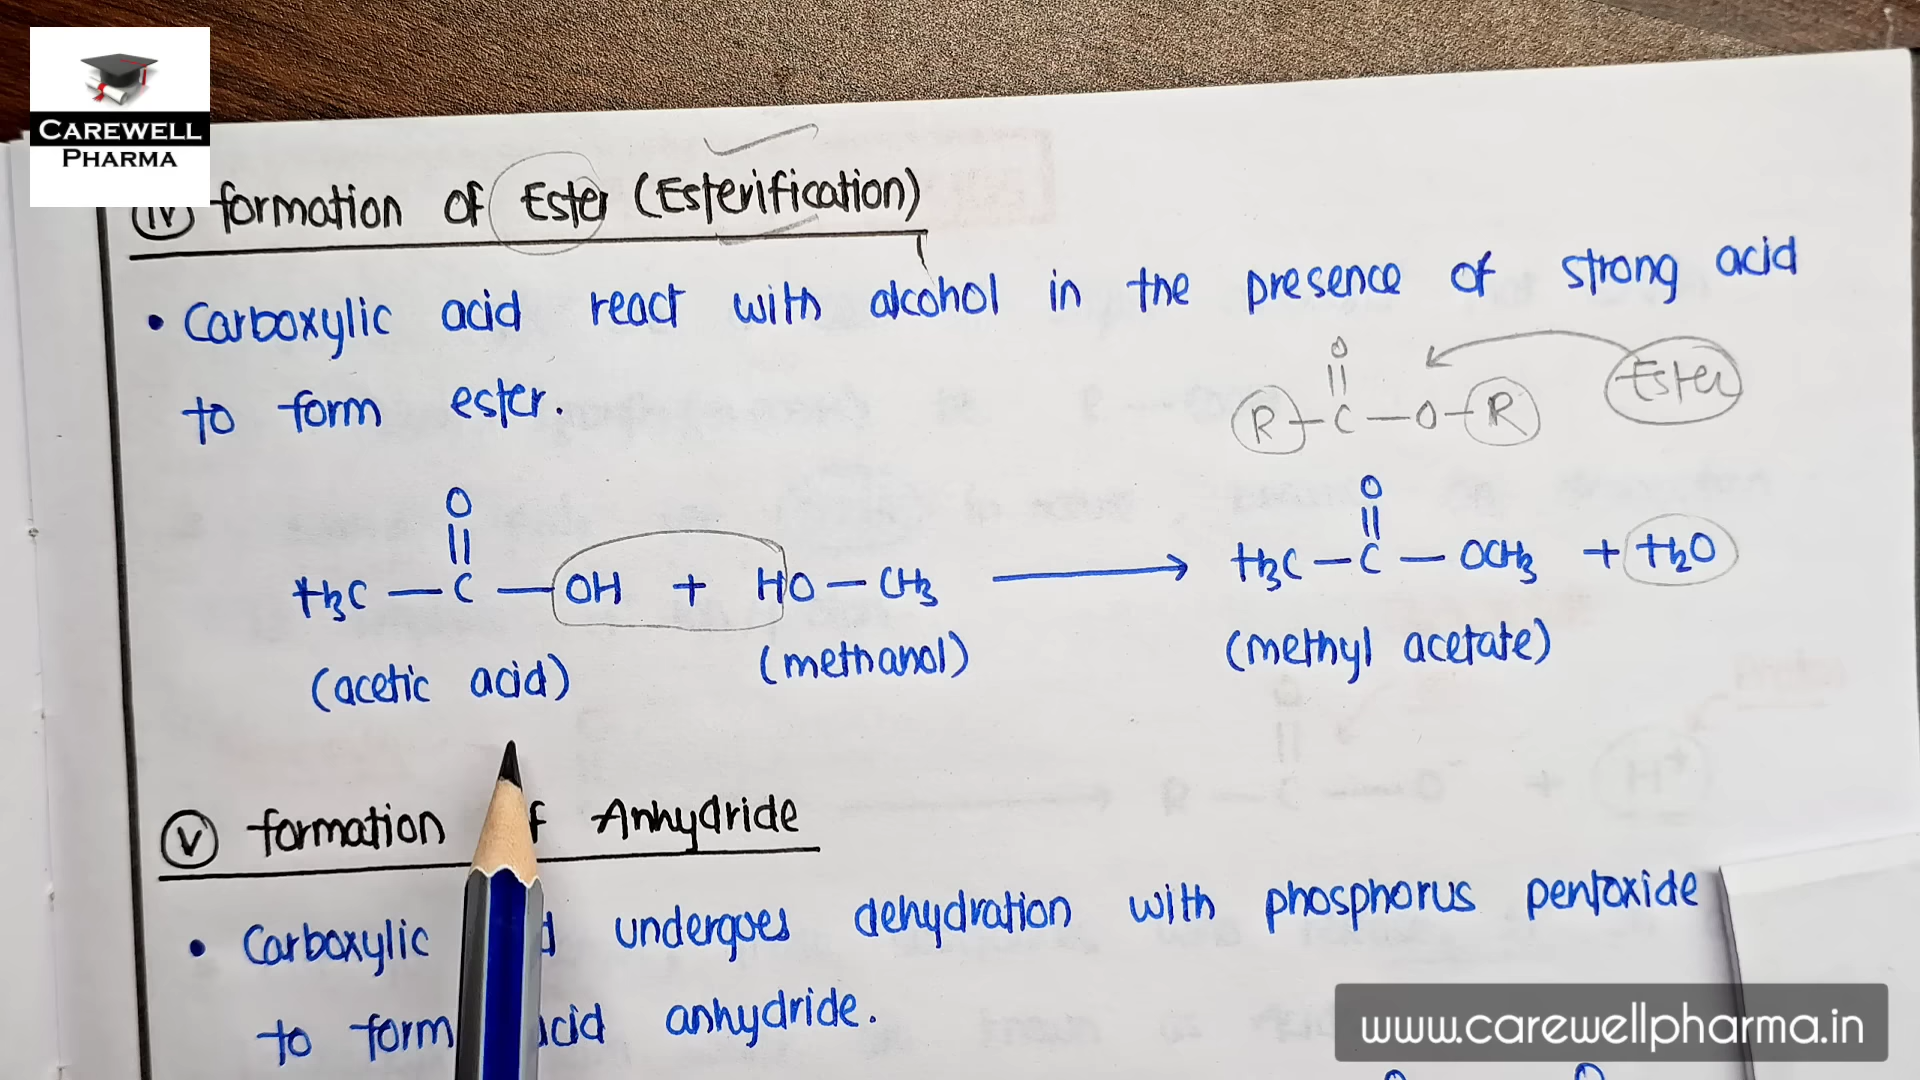 CAREWELL
PHARMA
(iv) formation of Ester (Esterification)
• Carboxylic acid react with alcohol in the presence of strong acid
to form ester.
O
||
R—C—O—R
Ester
O
||
H₃C — C — OH + HO — CH₃ ⟶
(acetic acid) (methanol)
O
||
H₃C — C — OCH₃ + H₂O
(methyl acetate)
(v) formation Anhydride
• Carboxylic undergoes dehydration with phosphorus pentoxide
to form acid anhydride.
www.carewellpharma.in